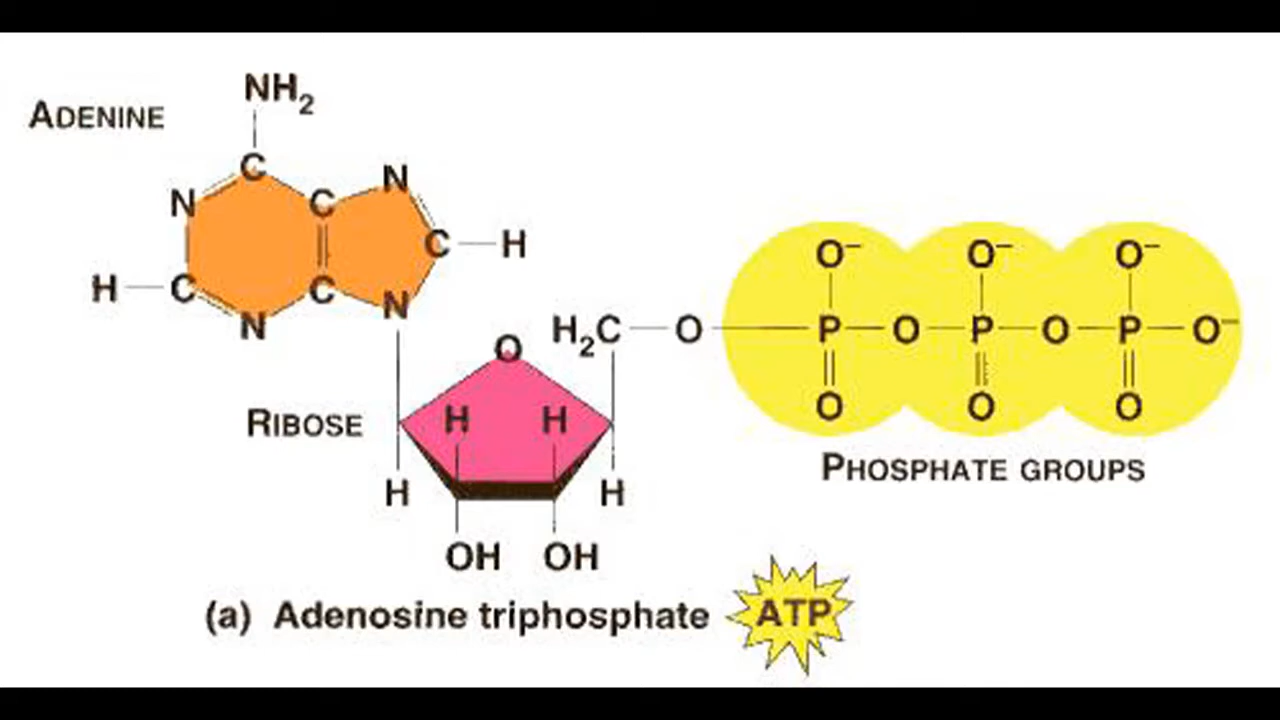 NH₂
ADENINE
C
N
N
C
C
H
H
C
C
N
N
O
H₂C
O
O⁻
O⁻
O⁻
P
O
P
O
P
O⁻
O
O
O
RIBOSE
H
H
H
H
PHOSPHATE GROUPS
OH
OH
(a) Adenosine triphosphate
ATP